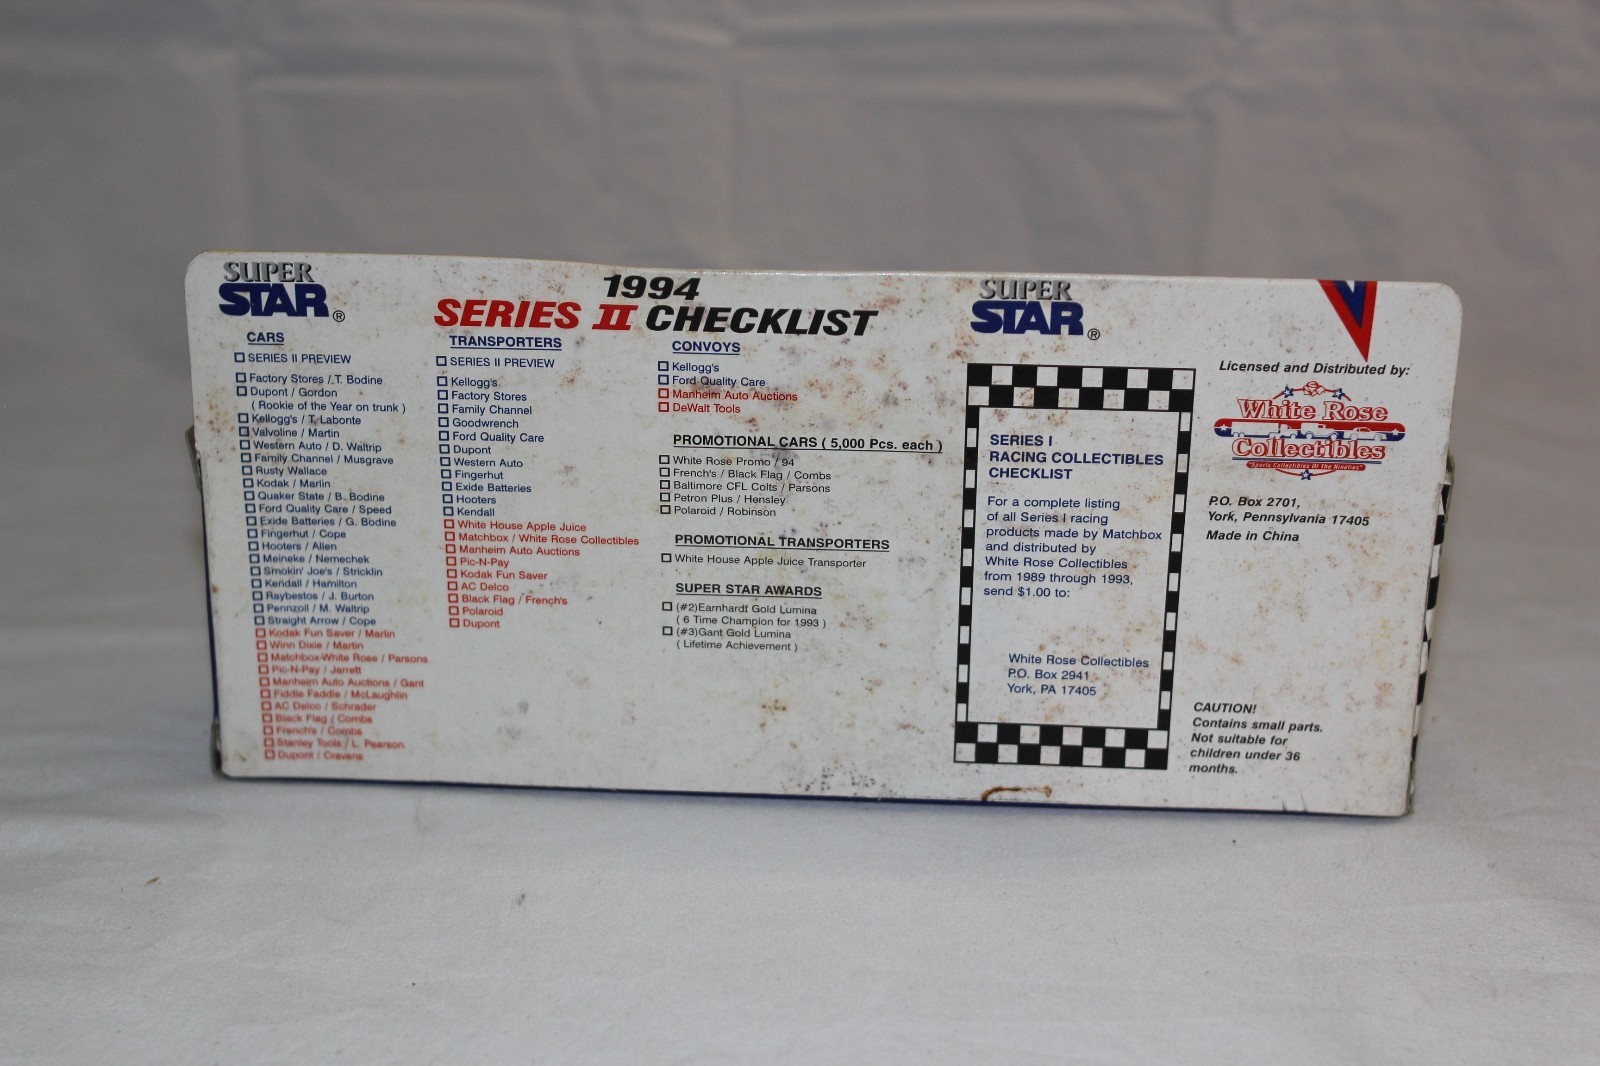 SUPER
STAR ®
1994
SERIES II CHECKLIST
CARS
SERIES II PREVIEW
Factory Stores / T. Bodine
Dupont / Gordon
( Rookie of the Year on trunk )
Kellogg's / T. Labonte
Valvoline / Martin
Western Auto / D. Waltrip
Family Channel / Musgrave
Rusty Wallace
Kodak / Marlin
Quaker State / B. Bodine
Ford Quality Care / Speed
Exide Batteries / G. Bodine
Fingerhut / Cope
Hooters / Allen
Meineke / Nemechek
Smokin' Joe's / Stricklin
Kendall / Hamilton
Raybestos / J. Burton
Pennzoil / M. Waltrip
Straight Arrow / Cope
Kodak Fun Saver / Marlin
Winn Dixie / Martin
Matchbox-White Rose / Parsons
Pic-N-Pay / Jarrett
Manheim Auto Auctions / Gant
Fiddle Faddle / McLaughlin
AC Delco / Schrader
Black Flag / Combs
French's / Combs
Stanley Tools / L. Pearson
Dupont / Cravens
TRANSPORTERS
SERIES II PREVIEW
Kellogg's
Factory Stores
Family Channel
Goodwrench
Ford Quality Care
Dupont
Western Auto
Fingerhut
Exide Batteries
Hooters
Kendall
White House Apple Juice
Matchbox / White Rose Collectibles
Manheim Auto Auctions
Pic-N-Pay
Kodak Fun Saver
AC Delco
Black Flag / French's
Polaroid
Dupont
CONVOYS
Kellogg's
Ford Quality Care
Manheim Auto Auctions
DeWalt Tools
PROMOTIONAL CARS ( 5,000 Pcs. each )
White Rose Promo / 94
French's / Black Flag / Combs
Baltimore CFL Colts / Parsons
Petron Plus / Hensley
Polaroid / Robinson
PROMOTIONAL TRANSPORTERS
White House Apple Juice Transporter
SUPER STAR AWARDS
(#2)Earnhardt Gold Lumina
( 6 Time Champion for 1993 )
(#3)Gant Gold Lumina
( Lifetime Achievement )
SUPER
STAR ®
SERIES I
RACING COLLECTIBLES
CHECKLIST
For a complete listing
of all Series I racing
products made by Matchbox
and distributed by
White Rose Collectibles
from 1989 through 1993,
send $1.00 to:
White Rose Collectibles
P.O. Box 2941
York, PA 17405
Licensed and Distributed by:
White Rose
Collectibles
"Sports Collectibles Of The Nineties"
P.O. Box 2701,
York, Pennsylvania 17405
Made in China
CAUTION!
Contains small parts.
Not suitable for
children under 36
months.